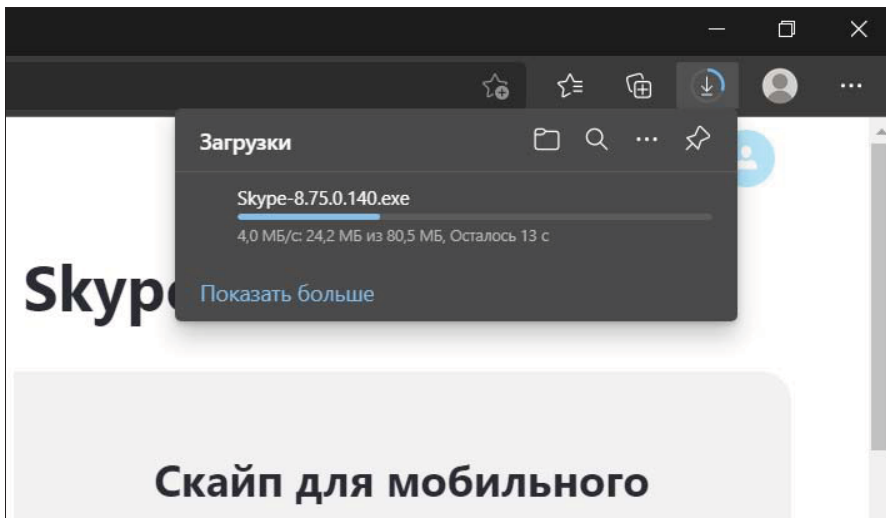 Загрузки
Skype-8.75.0.140.exe
4,0 МБ/с: 24,2 МБ из 80,5 МБ, Осталось 13 с
Показать больше
Skype
Скайп для мобильного